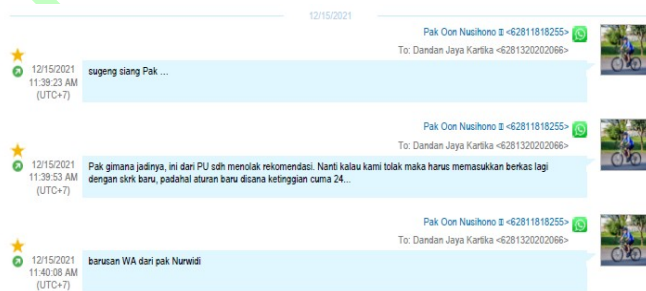 12/15/2021
Pak Oon Nusihono <62811818255>
To: Dandan Jaya Kartika <6281320202066>
12/15/2021
11:39:23 AM
(UTC+7)
sugeng siang Pak ...
Pak Oon Nusihono <62811818255>
To: Dandan Jaya Kartika <6281320202066>
12/15/2021
11:39:53 AM
(UTC+7)
Pak gimana jadinya, ini dari PU sdh menolak rekomendasi. Nanti kalau kami tolak maka harus memasukkan berkas lagi
dengan skrk baru, padahal aturan baru disana ketinggian cuma 24...
Pak Oon Nusihono <62811818255>
To: Dandan Jaya Kartika <6281320202066>
12/15/2021
11:40:08 AM
(UTC+7)
barusan WA dari pak Nurwidi